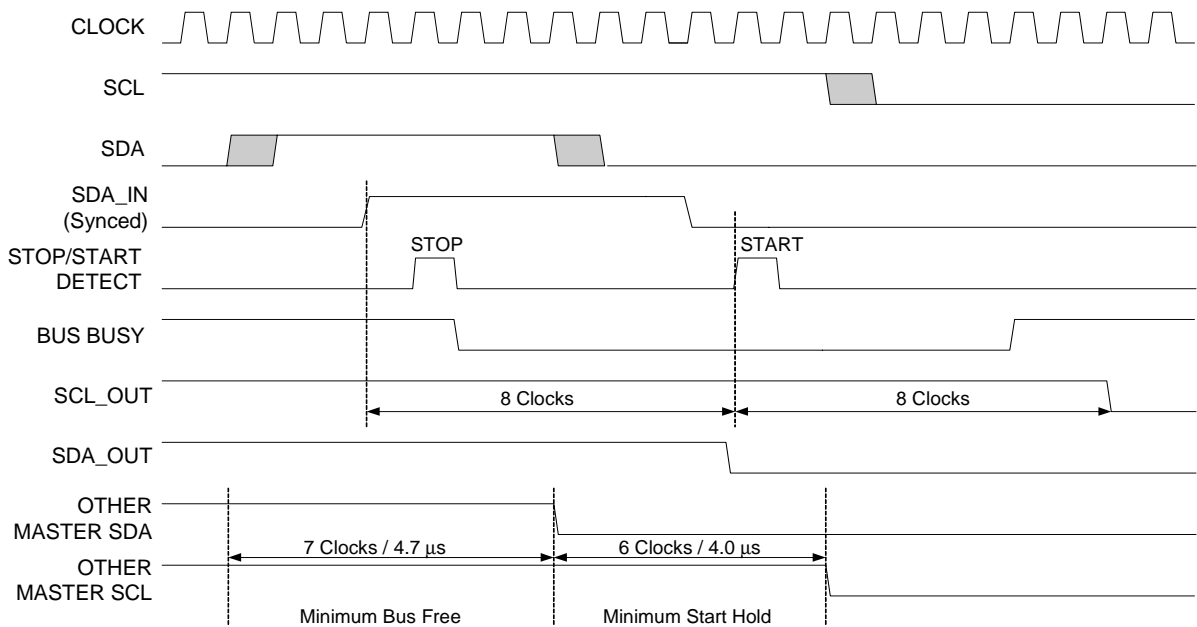 CLOCK
SCL
SDA
SDA_IN
(Synced)
STOP/START
DETECT
STOP
START
BUS BUSY
SCL_OUT
8 Clocks
8 Clocks
SDA_OUT
OTHER
MASTER SDA
7 Clocks / 4.7 μs
6 Clocks / 4.0 μs
OTHER
MASTER SCL
Minimum Bus Free
Minimum Start Hold